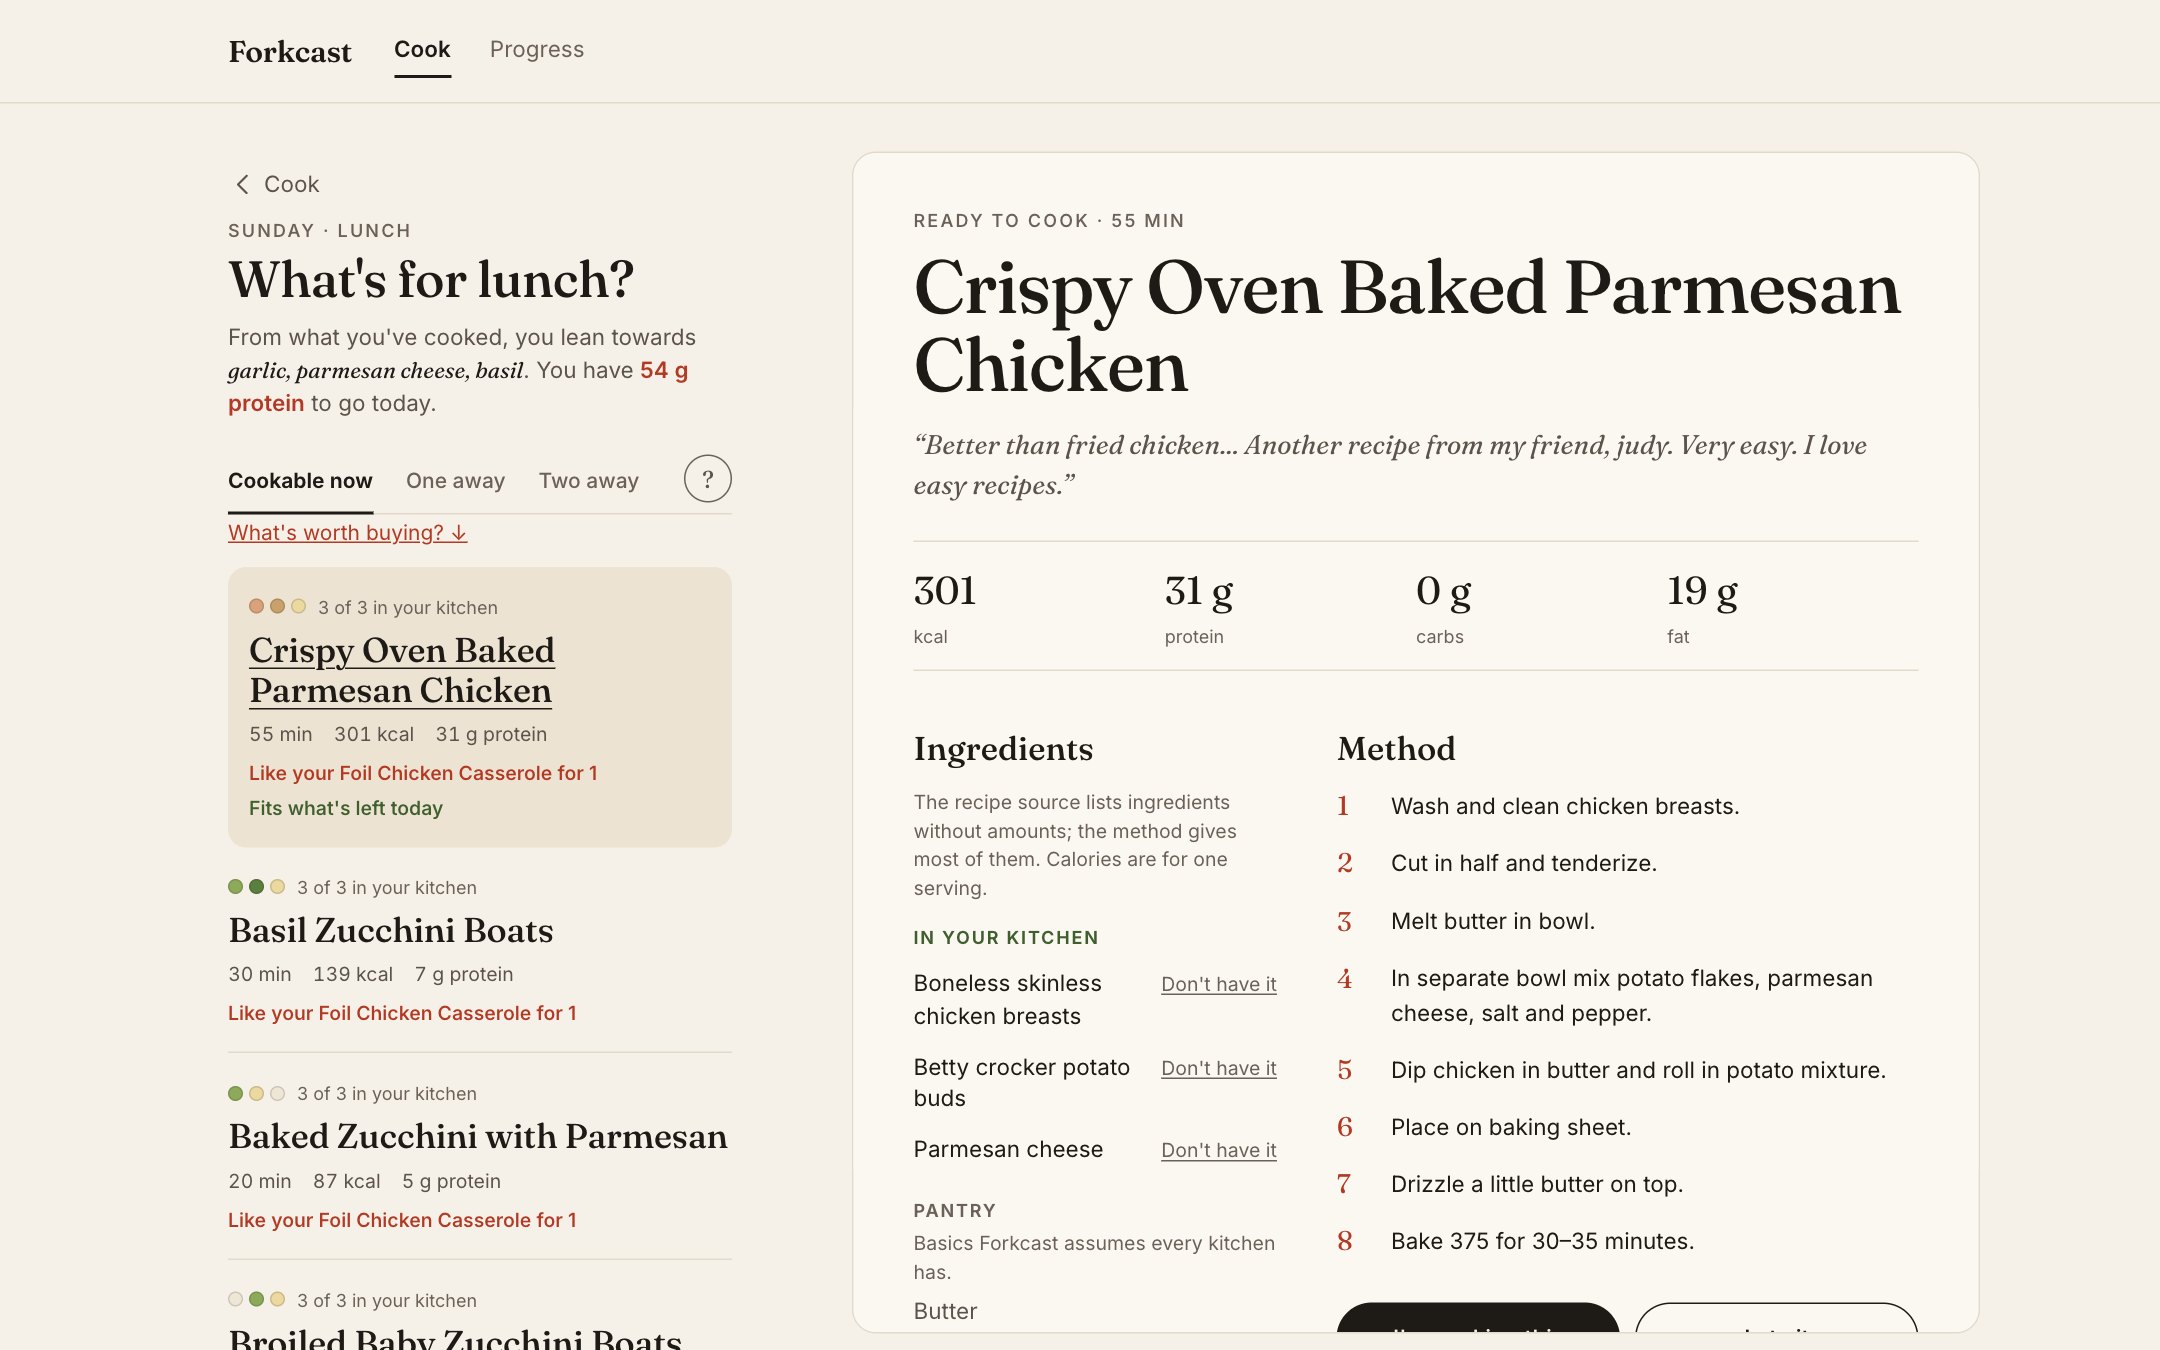 Forkcast
Cook
Progress
Cook
SUNDAY · LUNCH
What's for lunch?
From what you've cooked, you lean towards
garlic, parmesan cheese, basil. You have 54 g
protein to go today.
Cookable now
One away
Two away
?
What's worth buying? ↓
3 of 3 in your kitchen
Crispy Oven Baked
Parmesan Chicken
55 min 301 kcal 31 g protein
Like your Foil Chicken Casserole for 1
Fits what's left today
3 of 3 in your kitchen
Basil Zucchini Boats
30 min 139 kcal 7 g protein
Like your Foil Chicken Casserole for 1
3 of 3 in your kitchen
Baked Zucchini with Parmesan
20 min 87 kcal 5 g protein
Like your Foil Chicken Casserole for 1
3 of 3 in your kitchen
Broiled Baby Zucchini Boats
READY TO COOK · 55 MIN
Crispy Oven Baked Parmesan
Chicken
“Better than fried chicken... Another recipe from my friend, judy. Very easy. I love
easy recipes.”
301
kcal
31 g
protein
0 g
carbs
19 g
fat
Ingredients
The recipe source lists ingredients
without amounts; the method gives
most of them. Calories are for one
serving.
IN YOUR KITCHEN
Boneless skinless
chicken breasts
Don't have it
Betty crocker potato
buds
Don't have it
Parmesan cheese
Don't have it
PANTRY
Basics Forkcast assumes every kitchen
has.
Butter
Method
1 Wash and clean chicken breasts.
2 Cut in half and tenderize.
3 Melt butter in bowl.
4 In separate bowl mix potato flakes, parmesan
cheese, salt and pepper.
5 Dip chicken in butter and roll in potato mixture.
6 Place on baking sheet.
7 Drizzle a little butter on top.
8 Bake 375 for 30–35 minutes.